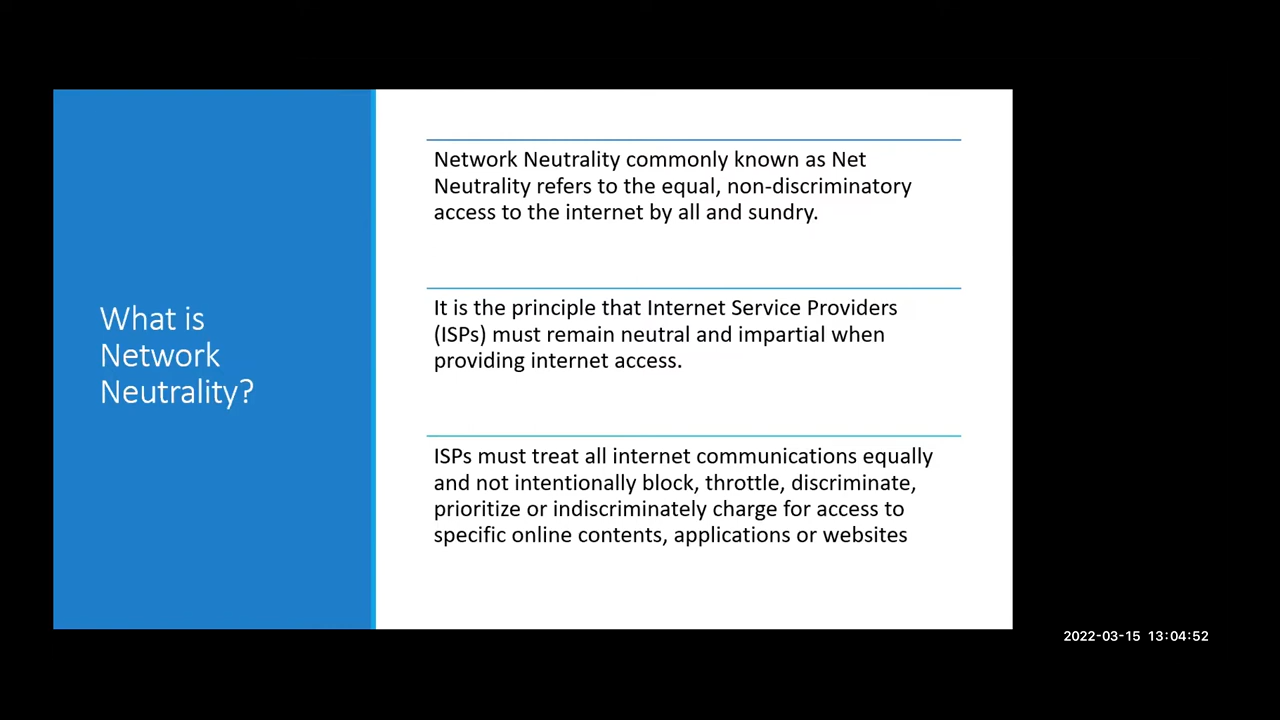 What is
Network
Neutrality?
Network Neutrality commonly known as Net
Neutrality refers to the equal, non-discriminatory
access to the internet by all and sundry.
It is the principle that Internet Service Providers
(ISPs) must remain neutral and impartial when
providing internet access.
ISPs must treat all internet communications equally
and not intentionally block, throttle, discriminate,
prioritize or indiscriminately charge for access to
specific online contents, applications or websites
2022-03-15 13:04:52